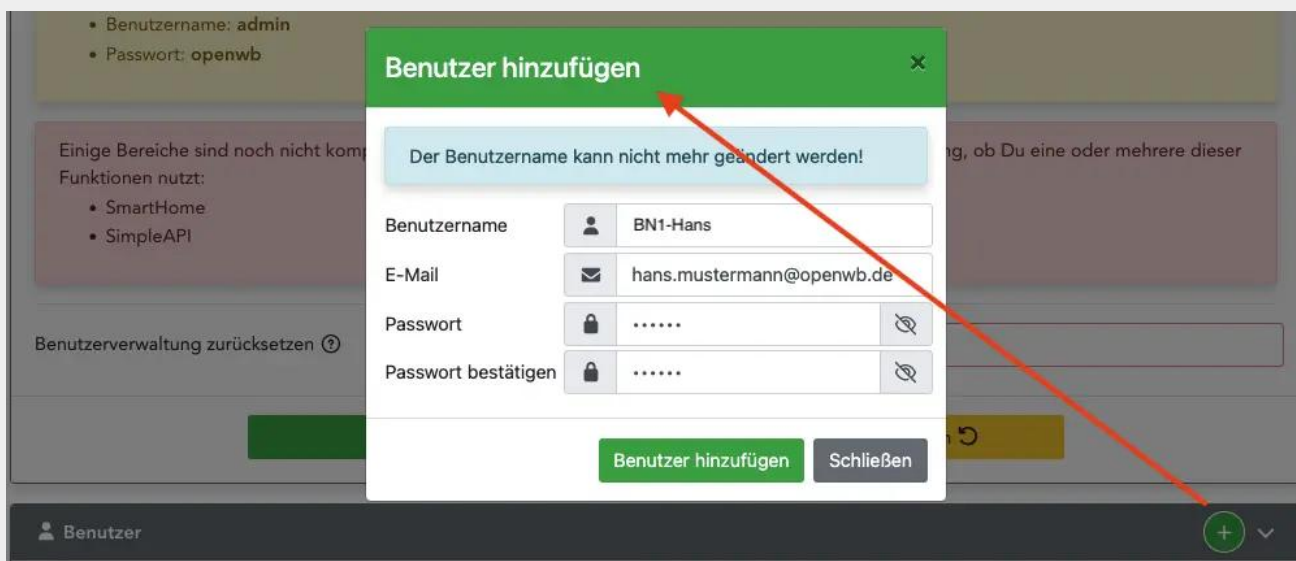 Benutzername: admin
Passwort: openwb
Benutzer hinzufügen
Der Benutzername kann nicht mehr geändert werden!
Einige Bereiche sind noch nicht ob Du eine oder mehrere dieser
Funktionen nutzt:
SmartHome
SimpleAPI
Benutzername BN1-Hans
E-Mail hans.mustermann@openwb.de
Passwort ······
Passwort bestätigen ······
Benutzerverwaltung zurücksetzen
Benutzer hinzufügen Schließen
Benutzer